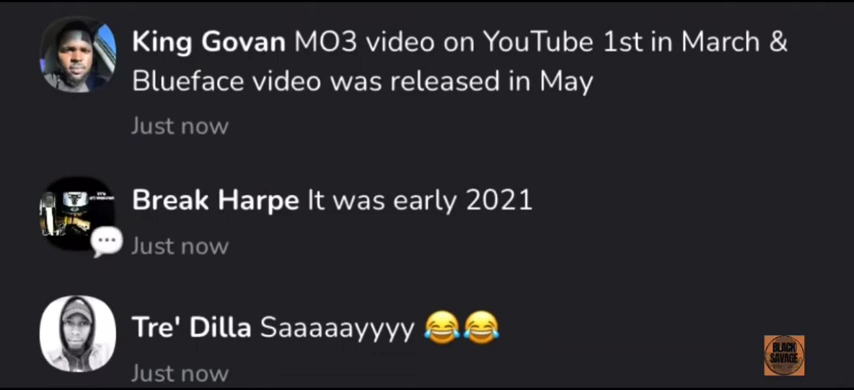 King Govan MO3 video on YouTube 1st in March &
Blueface video was released in May
Just now
Break Harpe It was early 2021
Just now
Tre' Dilla Saaaaayyyy 😂😂
Just now
BLACK
SAVAGE